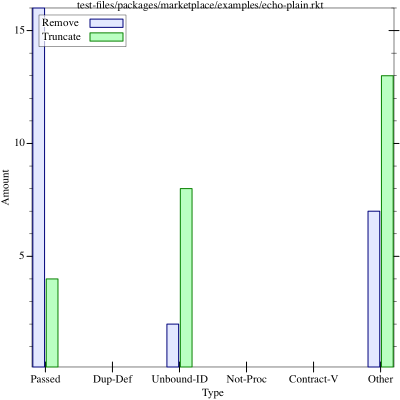 test-files/packages/marketplace/examples/echo-plain.rkt
Remove
Truncate
15
10
5
Amount
Passed Dup-Def Unbound-ID Not-Proc Contract-V Other
Type